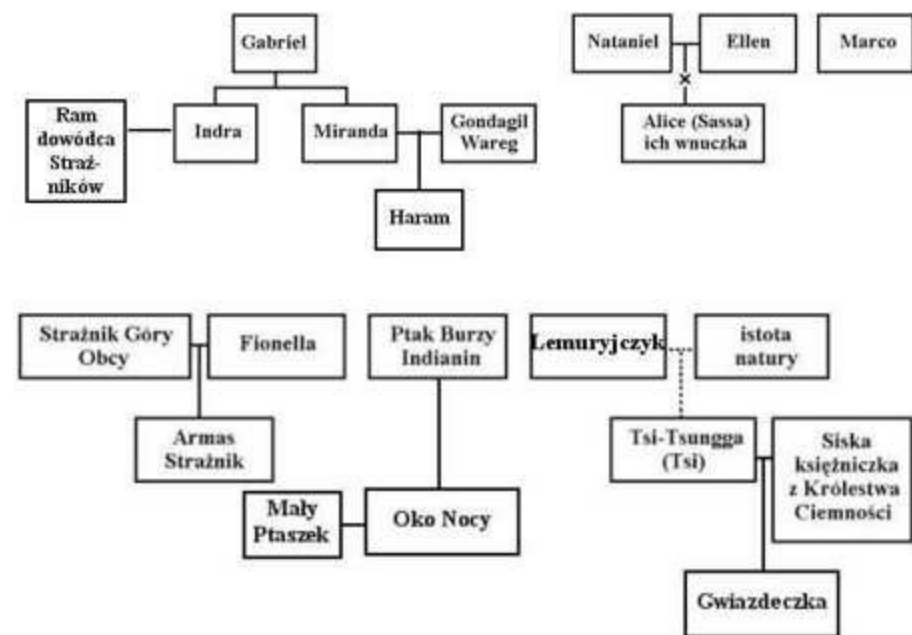 Gabriel
Nataniel
Ellen
Marco
Ram
dowódca
Straż-
ników
Indra
Miranda
Gondagil
Wareg
Alice (Sassa)
ich wnuczka
Haram
Strażnik Góry
Obcy
Fionella
Ptak Burzy
Indianin
Lemuryjczyk
istota
natury
Armas
Strażnik
Tsi-Tsungga
(Tsi)
Siska
księżniczka
z Królestwa
Ciemności
Mały
Ptaszek
Oko Nocy
Gwiazdeczka